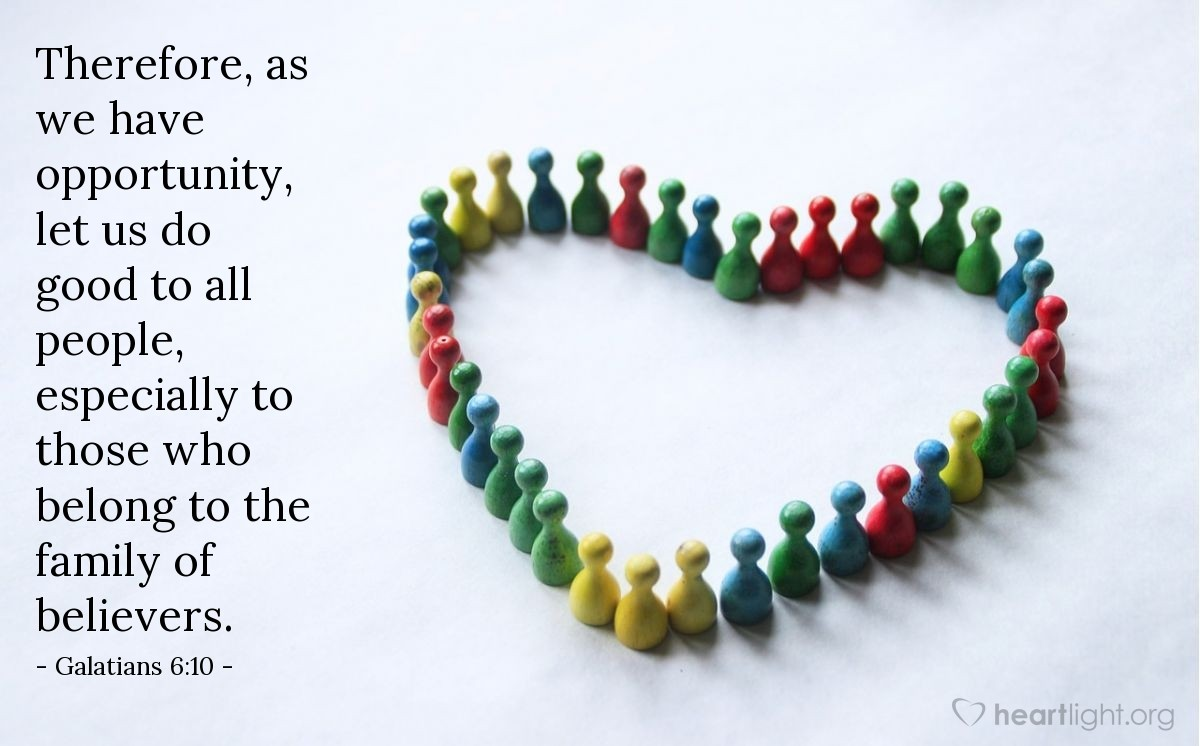 Therefore, as
we have
opportunity,
let us do
good to all
people,
especially to
those who
belong to the
family of
believers.
- Galatians 6:10 -
heartlight.org